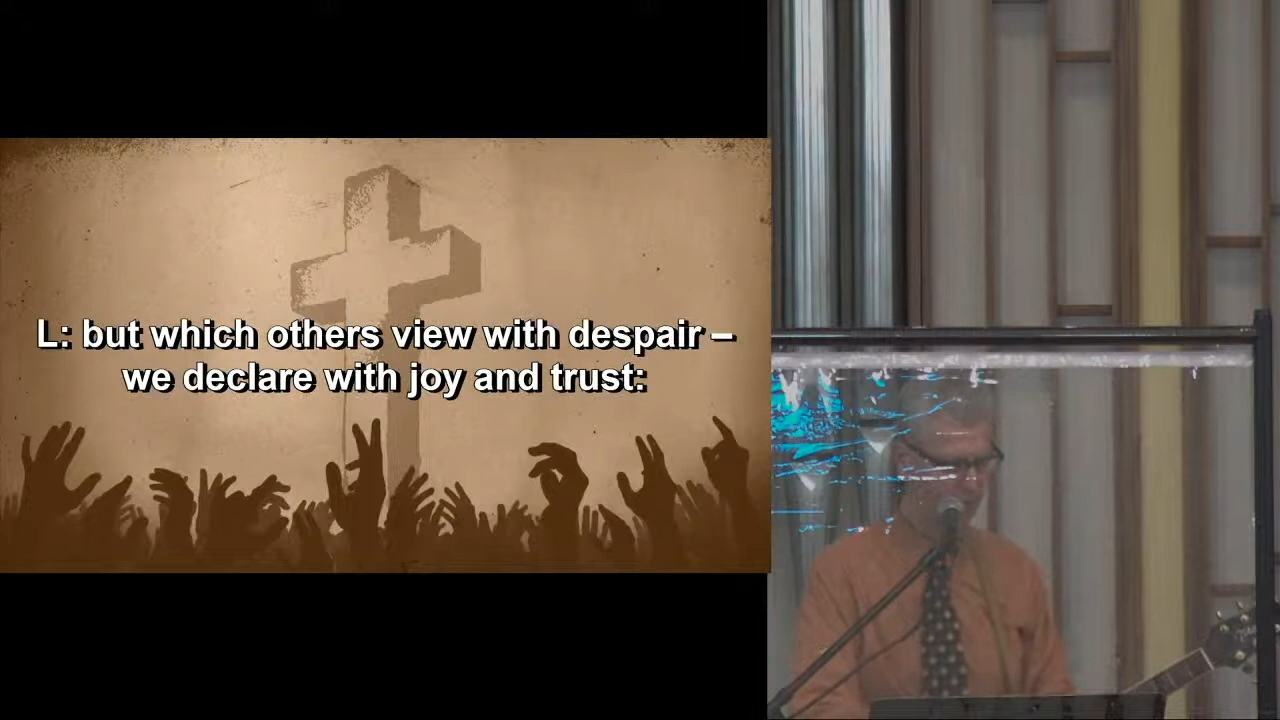 L: but which others view with despair –
we declare with joy and trust: